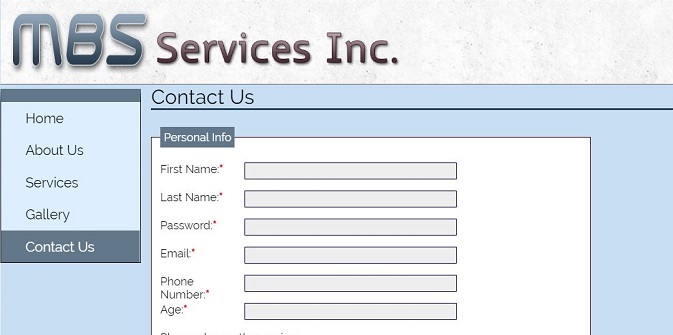 MBS Services Inc.
Contact Us
Home
About Us
Services
Gallery
Contact Us
Personal Info
First Name:*
Last Name:*
Password:*
Email:*
Phone
Number:*
Age:*